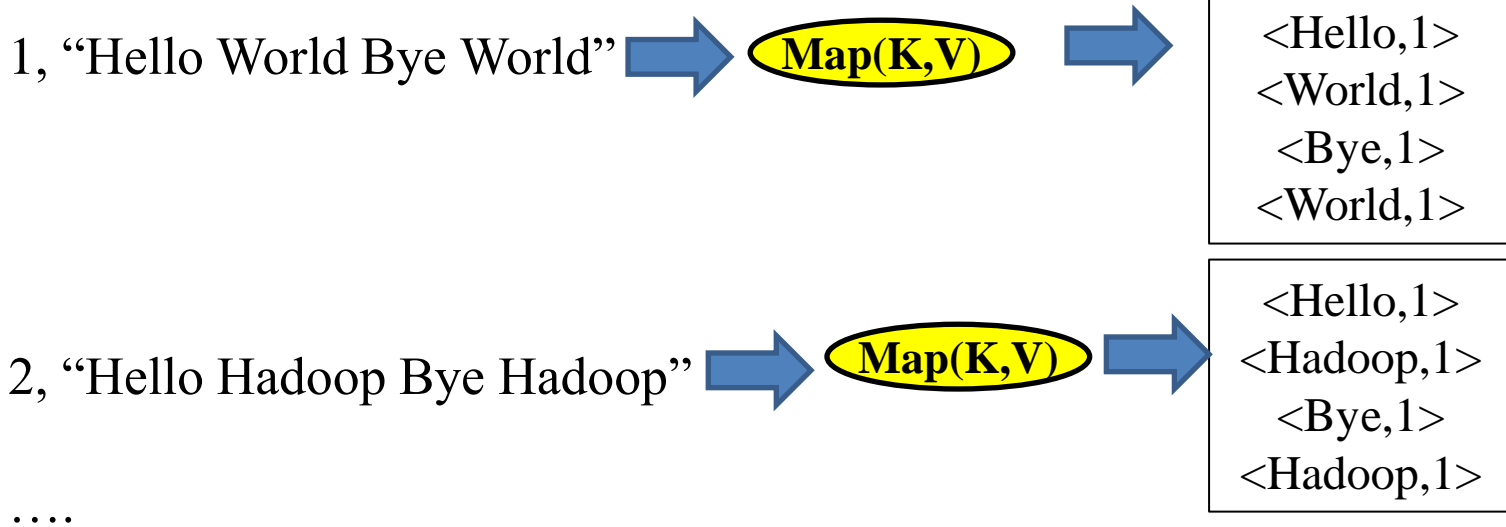 1, “Hello World Bye World”
Map(K,V)
<Hello,1>
<World,1>
<Bye,1>
<World,1>
2, “Hello Hadoop Bye Hadoop”
Map(K,V)
<Hello,1>
<Hadoop,1>
<Bye,1>
<Hadoop,1>
….